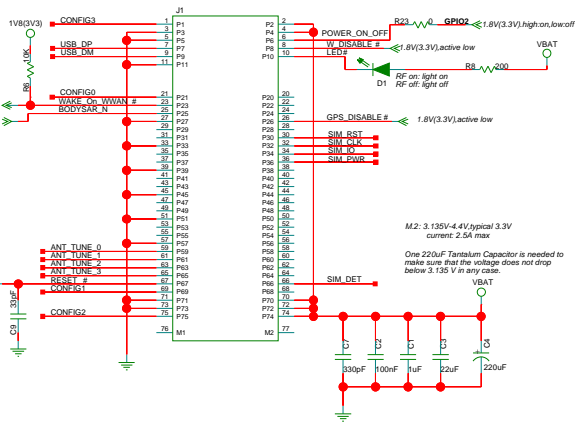 J1
CONFIG3
1 P1
3 P3
5 P5
USB_DP 7 P7
USB_DM 9 P9
11 P11
CONFIG0 21 P21
WAKE_On_WWAN # 23 P23
BODYSAR_N 25 P25
27 P27
29 P29
31 P31
33 P33
35 P35
37 P37
39 P39
41 P41
43 P43
45 P45
47 P47
49 P49
51 P51
53 P53
55 P55
57 P57
ANT_TUNE_0 59 P59
ANT_TUNE_1 61 P61
ANT_TUNE_2 63 P63
ANT_TUNE_3 65 P65
RESET_# 67 P67
CONFIG1 69 P69
71 P71
73 P73
CONFIG2 75 P75
76 M1
1V8(3V3)
10K
R6
33pF
C9
P2 2
P4 4
P6 6 POWER_ON_OFF
P8 8 W_DISABLE #
P10 10 LED#
P20 20
P22 22
P24 24
P26 26 GPS_DISABLE #
P28 28
P30 30 SIM_RST
P32 32 SIM_CLK
P34 34 SIM_IO
P36 36 SIM_PWR
P38 38
P40 40
P42 42
P44 44
P46 46
P48 48
P50 50
P52 52
P54 54
P56 56
P58 58
P60 60
P62 62
P64 64
P66 66 SIM_DET
P68 68
P70 70
P72 72
P74 74
M2 77
R23 0 GPIO2
1.8V(3.3V).high:on,low:off
1.8V(3.3V),active low
VBAT
R8 200
D1
RF on: light on
RF off: light off
1.8V(3.3V),active low
M.2: 3.135V-4.4V,typical 3.3V
current: 2.5A max
One 220uF Tantalum Capacitor is needed to
make sure that the voltage does not drop
below 3.135 V in any case.
VBAT
C7 C2 C1 C3 C4
330pF 100nF 1uF 22uF 220uF